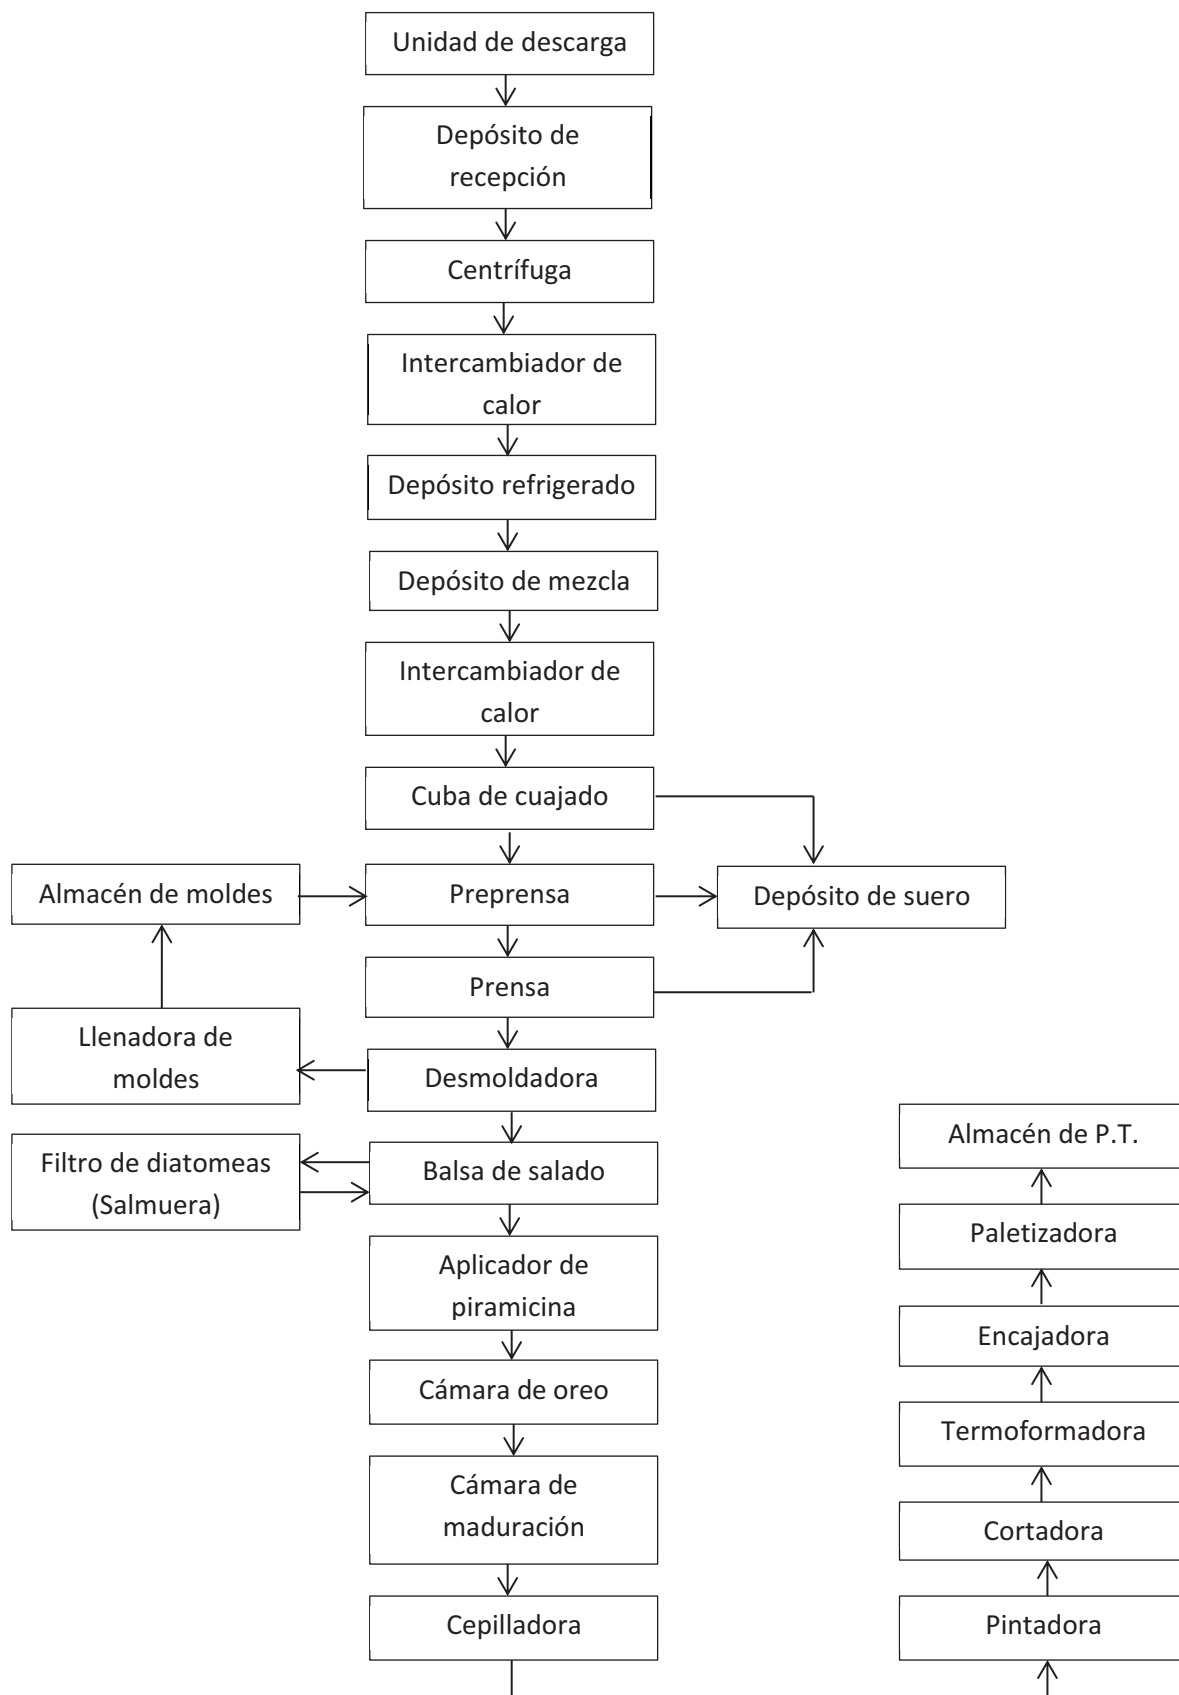 Unidad de descarga
Depósito de
recepción
Centrífuga
Intercambiador de
calor
Depósito refrigerado
Depósito de mezcla
Intercambiador de
calor
Cuba de cuajado
Almacén de moldes
Preprensa
Depósito de suero
Prensa
Llenadora de
moldes
Desmoldadora
Filtro de diatomeas
(Salmuera)
Balsa de salado
Aplicador de
piramicina
Cámara de oreo
Cámara de
maduración
Cepilladora
Almacén de P.T.
Paletizadora
Encajadora
Termoformadora
Cortadora
Pintadora